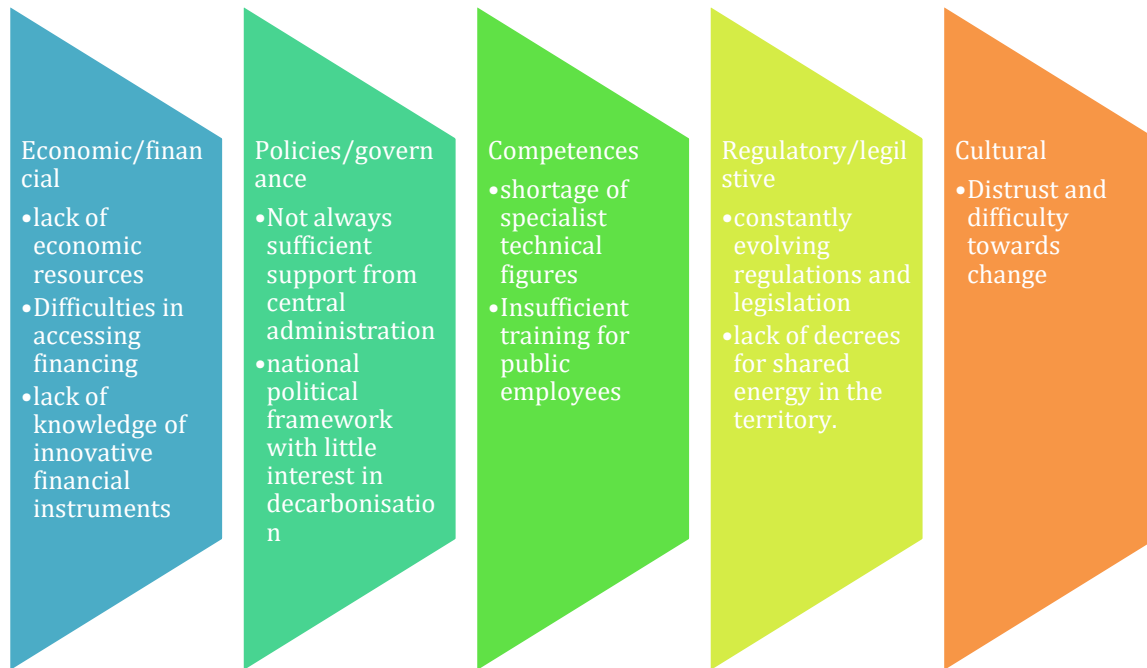 Economic/finan
cial
•lack of
economic
resources
•Difficulties in
accessing
financing
•lack of
knowledge of
innovative
financial
instruments
Policies/govern
ance
•Not always
sufficient
support from
central
administration
•national
political
framework
with little
interest in
decarbonisatio
n
Competences
•shortage of
specialist
technical
figures
•Insufficient
training for
public
employees
Regulatory/legil
stive
•constantly
evolving
regulations and
legislation
•lack of decrees
for shared
energy in the
territory.
Cultural
•Distrust and
difficulty
towards
change